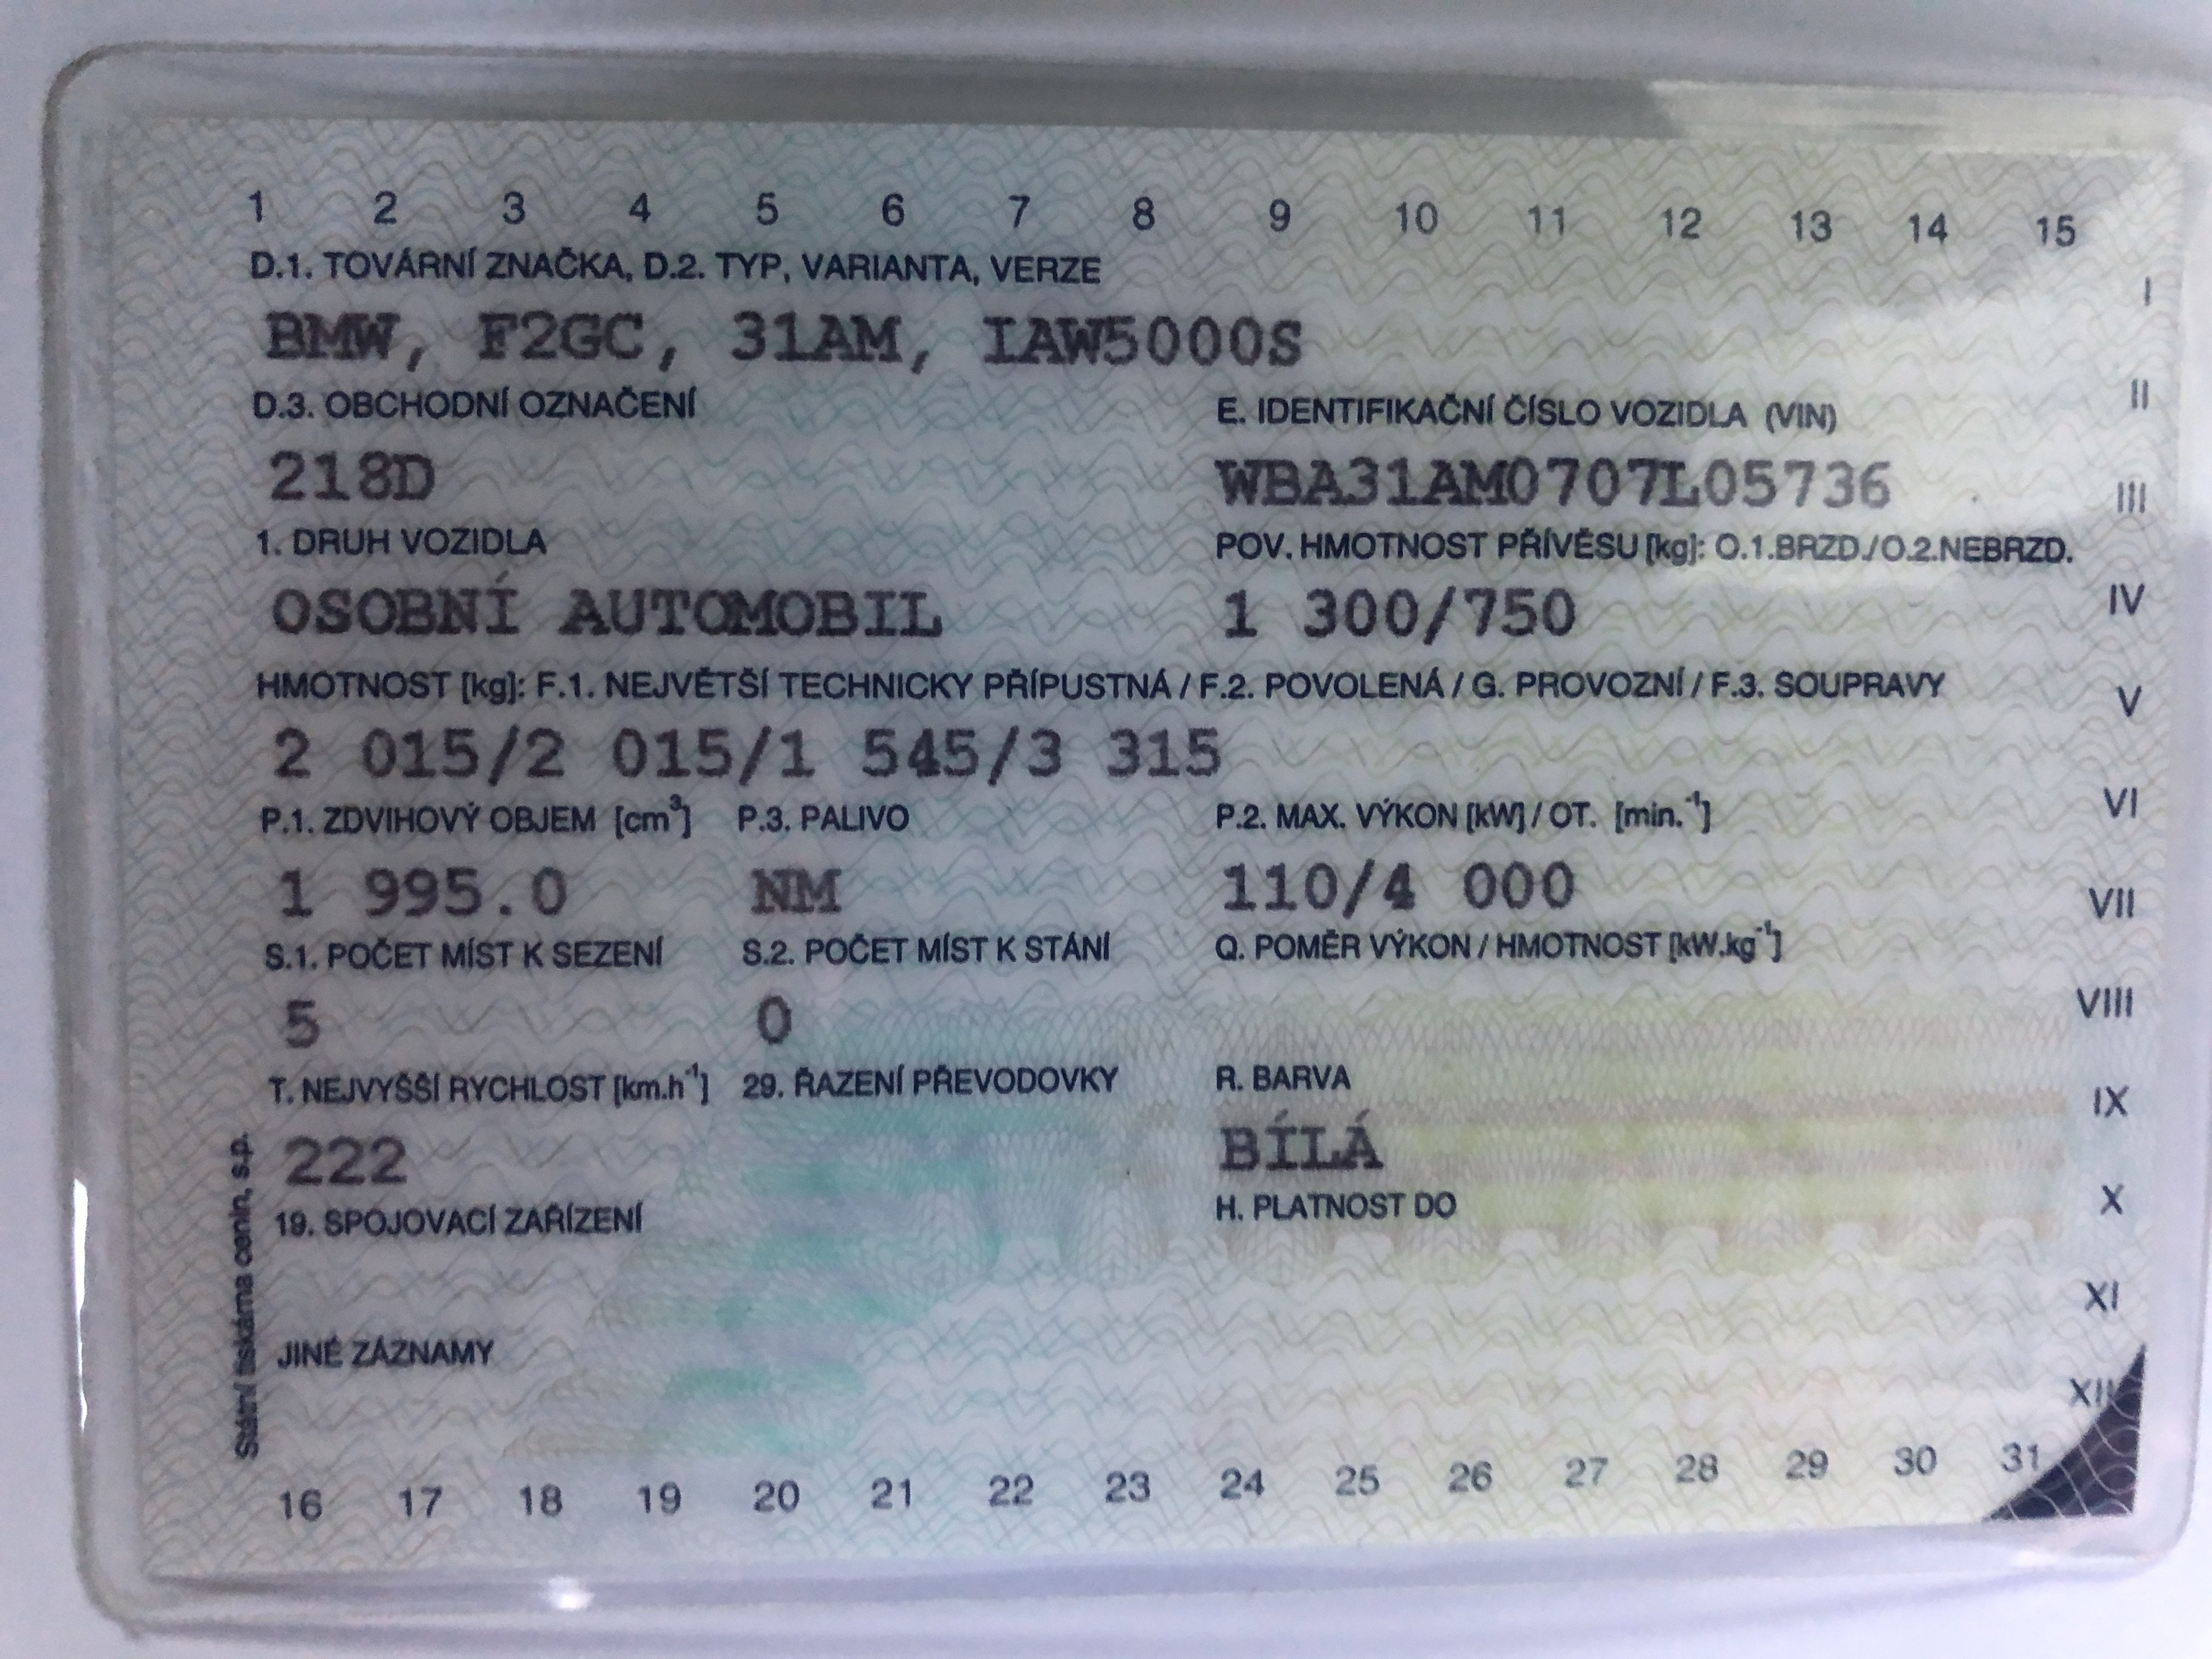 1 2 3 4 5 6 7 8 9 10 11 12 13 14 15
D.1. TOVÁRNÍ ZNAČKA, D.2. TYP, VARIANTA, VERZE
I
BMW, F2GC, 31AM, IAW5000S
D.3. OBCHODNÍ OZNAČENÍ E. IDENTIFIKAČNÍ ČÍSLO VOZIDLA (VIN)
II
218D WBA31AM0707L05736
III
1. DRUH VOZIDLA POV. HMOTNOST PŘÍVĚSU [kg]: O.1.BRZD./O.2.NEBRZD.
OSOBNÍ AUTOMOBIL 1 300/750
IV
HMOTNOST [kg]: F.1. NEJVĚTŠÍ TECHNICKY PŘÍPUSTNÁ / F.2. POVOLENÁ / G. PROVOZNÍ / F.3. SOUPRAVY
V
2 015/2 015/1 545/3 315
P.1. ZDVIHOVÝ OBJEM [cm³] P.3. PALIVO P.2. MAX. VÝKON [kW] / OT. [min.⁻¹]
VI
1 995.0 NM 110/4 000
VII
S.1. POČET MÍST K SEZENÍ S.2. POČET MÍST K STÁNÍ Q. POMĚR VÝKON / HMOTNOST [kW.kg⁻¹]
5 0
VIII
T. NEJVYŠŠÍ RYCHLOST [km.h⁻¹] 29. ŘAZENÍ PŘEVODOVKY R. BARVA
IX
222 BÍLÁ
19. SPOJOVACÍ ZAŘÍZENÍ H. PLATNOST DO
X
XI
JINÉ ZÁZNAMY
XII
16 17 18 19 20 21 22 23 24 25 26 27 28 29 30 31
Státní tiskárna cenin, s.p.